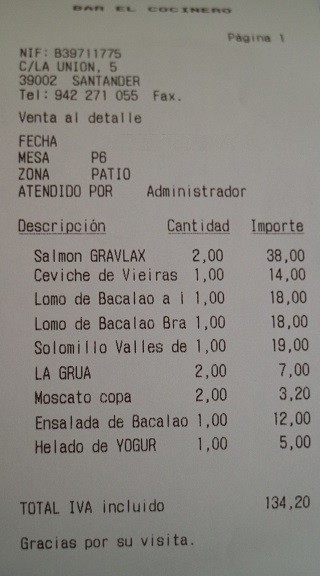 BAR EL COCINERO
Página 1
NIF: B39711775
C/LA UNION, 5
39002 SANTANDER
Tel: 942 271 055 Fax.
Venta al detalle
FECHA
MESA P6
ZONA PATIO
ATENDIDO POR Administrador
Descripción Cantidad Importe
Salmon GRAVLAX 2,00 38,00
Ceviche de Vieiras 1,00 14,00
Lomo de Bacalao a l 1,00 18,00
Lomo de Bacalao Bra 1,00 18,00
Solomillo Valles de 1,00 19,00
LA GRUA 2,00 7,00
Moscato copa 2,00 3,20
Ensalada de Bacalao 1,00 12,00
Helado de YOGUR 1,00 5,00
TOTAL IVA incluido 134,20
Gracias por su visita.